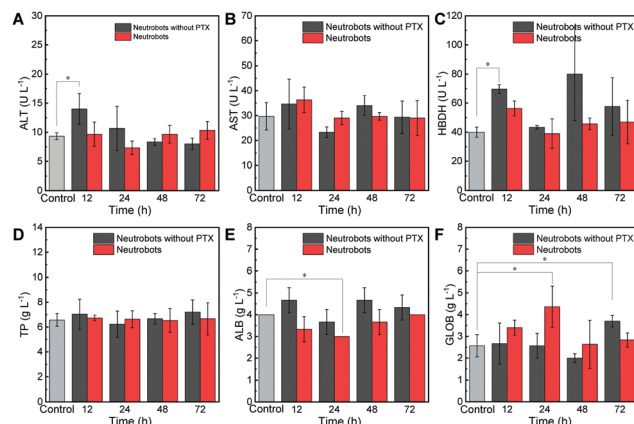 A
Neutrobots without PTX
Neutrobots
*
ALT (U L⁻¹)
20
15
10
5
0
Control 12 24 48 72
Time (h)
B
Neutrobots without PTX
Neutrobots
AST (U L⁻¹)
60
50
40
30
20
10
0
Control 12 24 48 72
Time (h)
C
Neutrobots without PTX
Neutrobots
*
HBDH (U L⁻¹)
120
100
80
60
40
20
0
Control 12 24 48 72
Time (h)
D
Neutrobots without PTX
Neutrobots
TP (g L⁻¹)
14
12
10
8
6
4
2
0
Control 12 24 48 72
Time (h)
E
Neutrobots without PTX
Neutrobots
*
ALB (g L⁻¹)
8
7
6
5
4
3
2
1
0
Control 12 24 48 72
Time (h)
F
Neutrobots without PTX
Neutrobots
*
*
GLOB (g L⁻¹)
8
7
6
5
4
3
2
1
0
Control 12 24 48 72
Time (h)